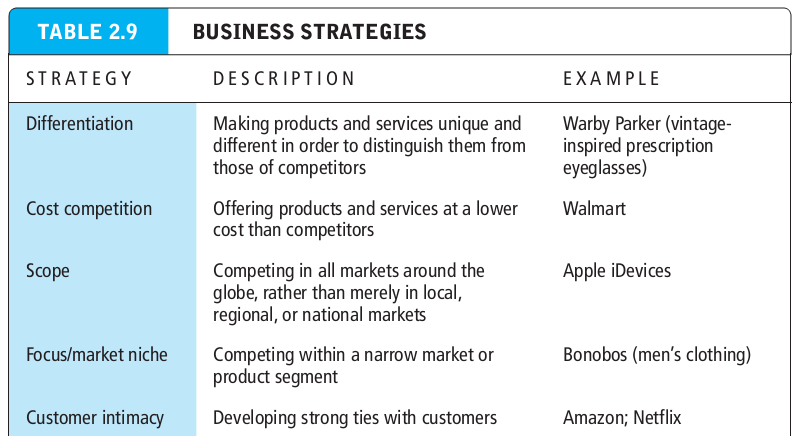 TABLE 2.9 BUSINESS STRATEGIES
STRATEGY DESCRIPTION EXAMPLE
Differentiation Making products and services unique and Warby Parker (vintage-
different in order to distinguish them from inspired prescription
those of competitors eyeglasses)
Cost competition Offering products and services at a lower Walmart
cost than competitors
Scope Competing in all markets around the Apple iDevices
globe, rather than merely in local,
regional, or national markets
Focus/market niche Competing within a narrow market or Bonobos (men’s clothing)
product segment
Customer intimacy Developing strong ties with customers Amazon; Netflix